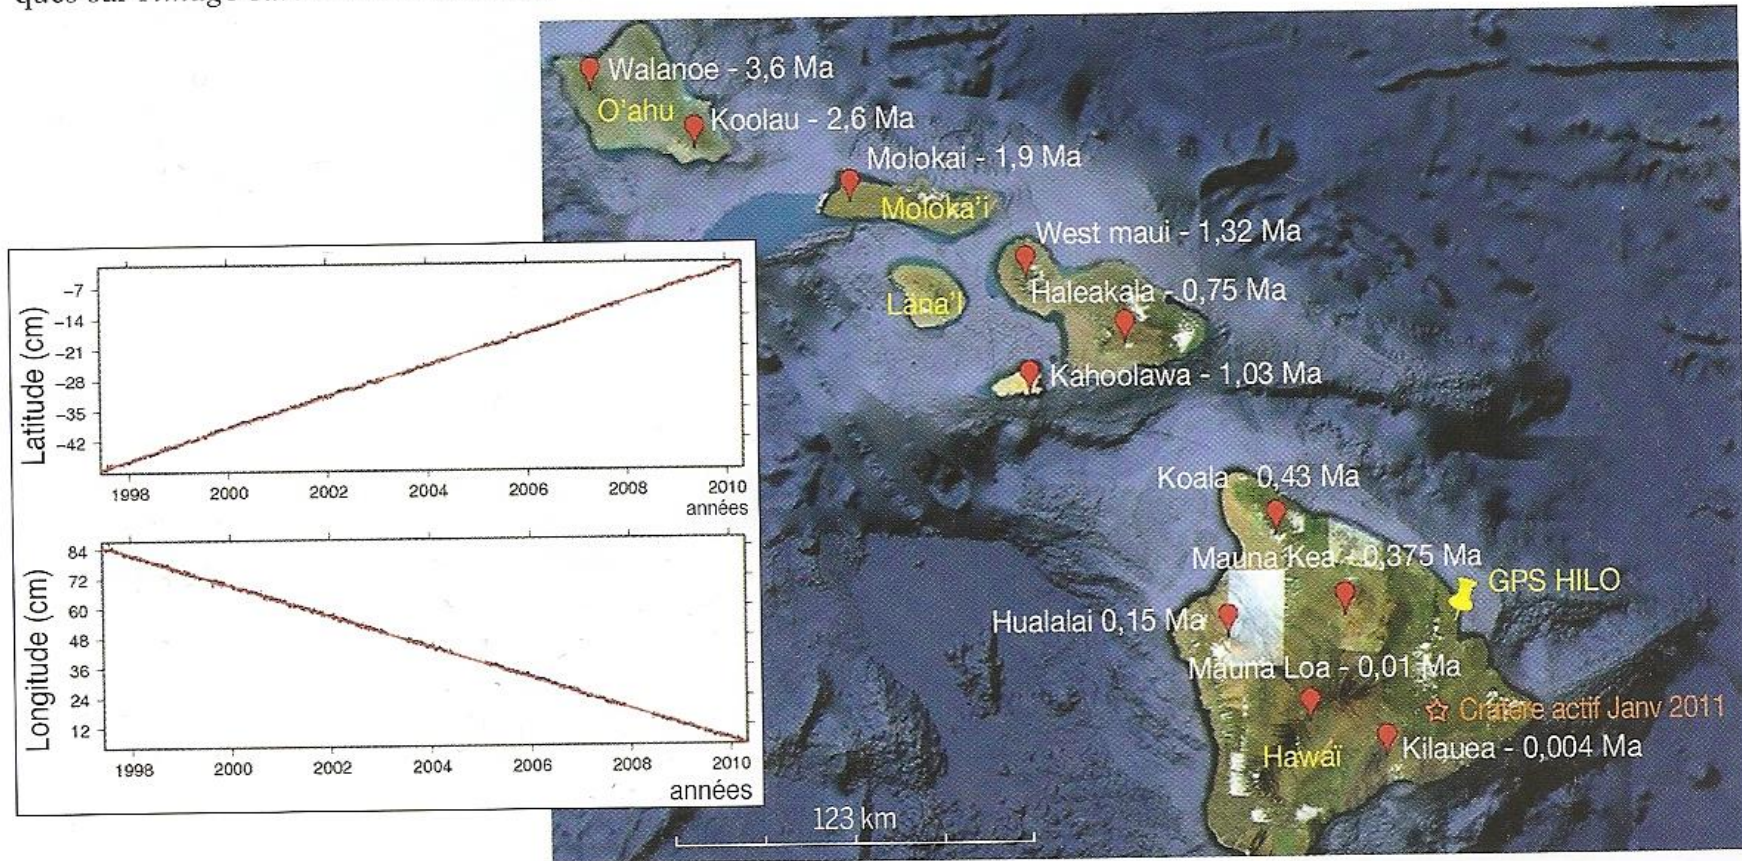 Walanoe - 3,6 Ma
O'ahu
Koolau - 2,6 Ma
Molokai - 1,9 Ma
Moloka'i
West maui - 1,32 Ma
Lana'I
Haleakala - 0,75 Ma
Kahoolawa - 1,03 Ma
Koala - 0,43 Ma
Mauna Kea - 0,375 Ma
GPS HILO
Hualalai 0,15 Ma
Mauna Loa - 0,01 Ma
Cratère actif Janv 2011
Kilauea - 0,004 Ma
Hawaï
123 km
Latitude (cm)
-7
-14
-21
-28
-35
-42
1998 2000 2002 2004 2006 2008 2010
années
Longitude (cm)
84
72
60
48
36
24
12
1998 2000 2002 2004 2006 2008 2010
années